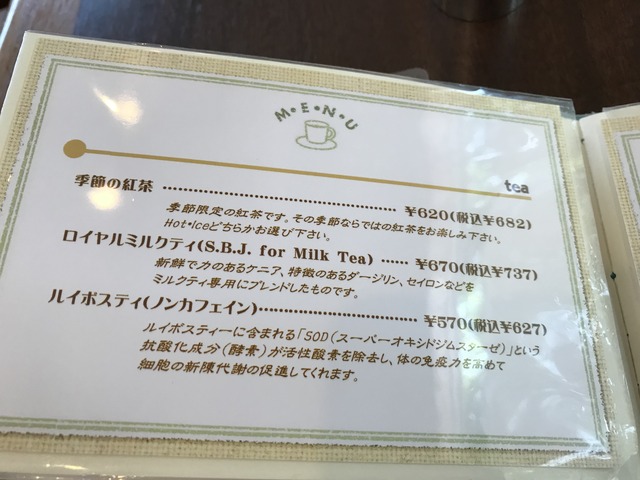 M・E・N・U
tea
季節の紅茶 ¥620(税込¥682)
季節限定の紅茶です。その季節ならではの紅茶をお楽しみ下さい。
Hot・Iceどちらかお選び下さい。
ロイヤルミルクティ(S.B.J. for Milk Tea) ¥670(税込¥737)
新鮮で力のあるケニア、特徴のあるダージリン、セイロンなどを
ミルクティ専用にブレンドしたものです。
ルイボスティ(ノンカフェイン) ¥570(税込¥627)
ルイボスティーに含まれる「SOD(スーパーオキシドジムスターゼ)」という
抗酸化成分(酵素)が活性酸素を除去し、体の免疫力を高めて
細胞の新陳代謝の促進してくれます。